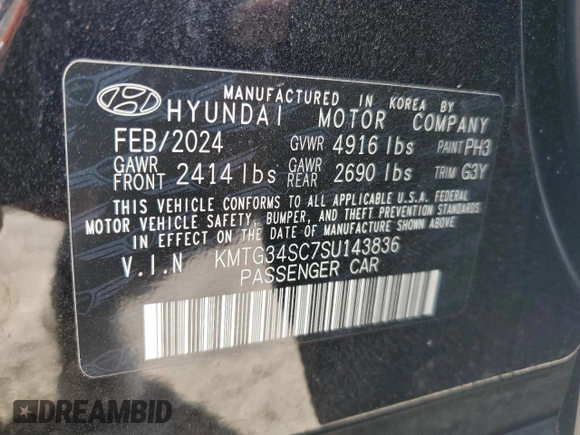 MANUFACTURED IN KOREA BY
HYUNDAI MOTOR COMPANY
FEB/2024 GVWR 4916 lbs PAINT PH3
GAWR FRONT 2414 lbs GAWR REAR 2690 lbs TRIM G3Y
THIS VEHICLE CONFORMS TO ALL APPLICABLE U.S.A. FEDERAL
MOTOR VEHICLE SAFETY, BUMPER, AND THEFT PREVENTION STANDARDS
IN EFFECT ON THE DATE OF MANUFACTURE SHOWN ABOVE
V.I.N KMTG34SC7SU143836
PASSENGER CAR
DREAMBID